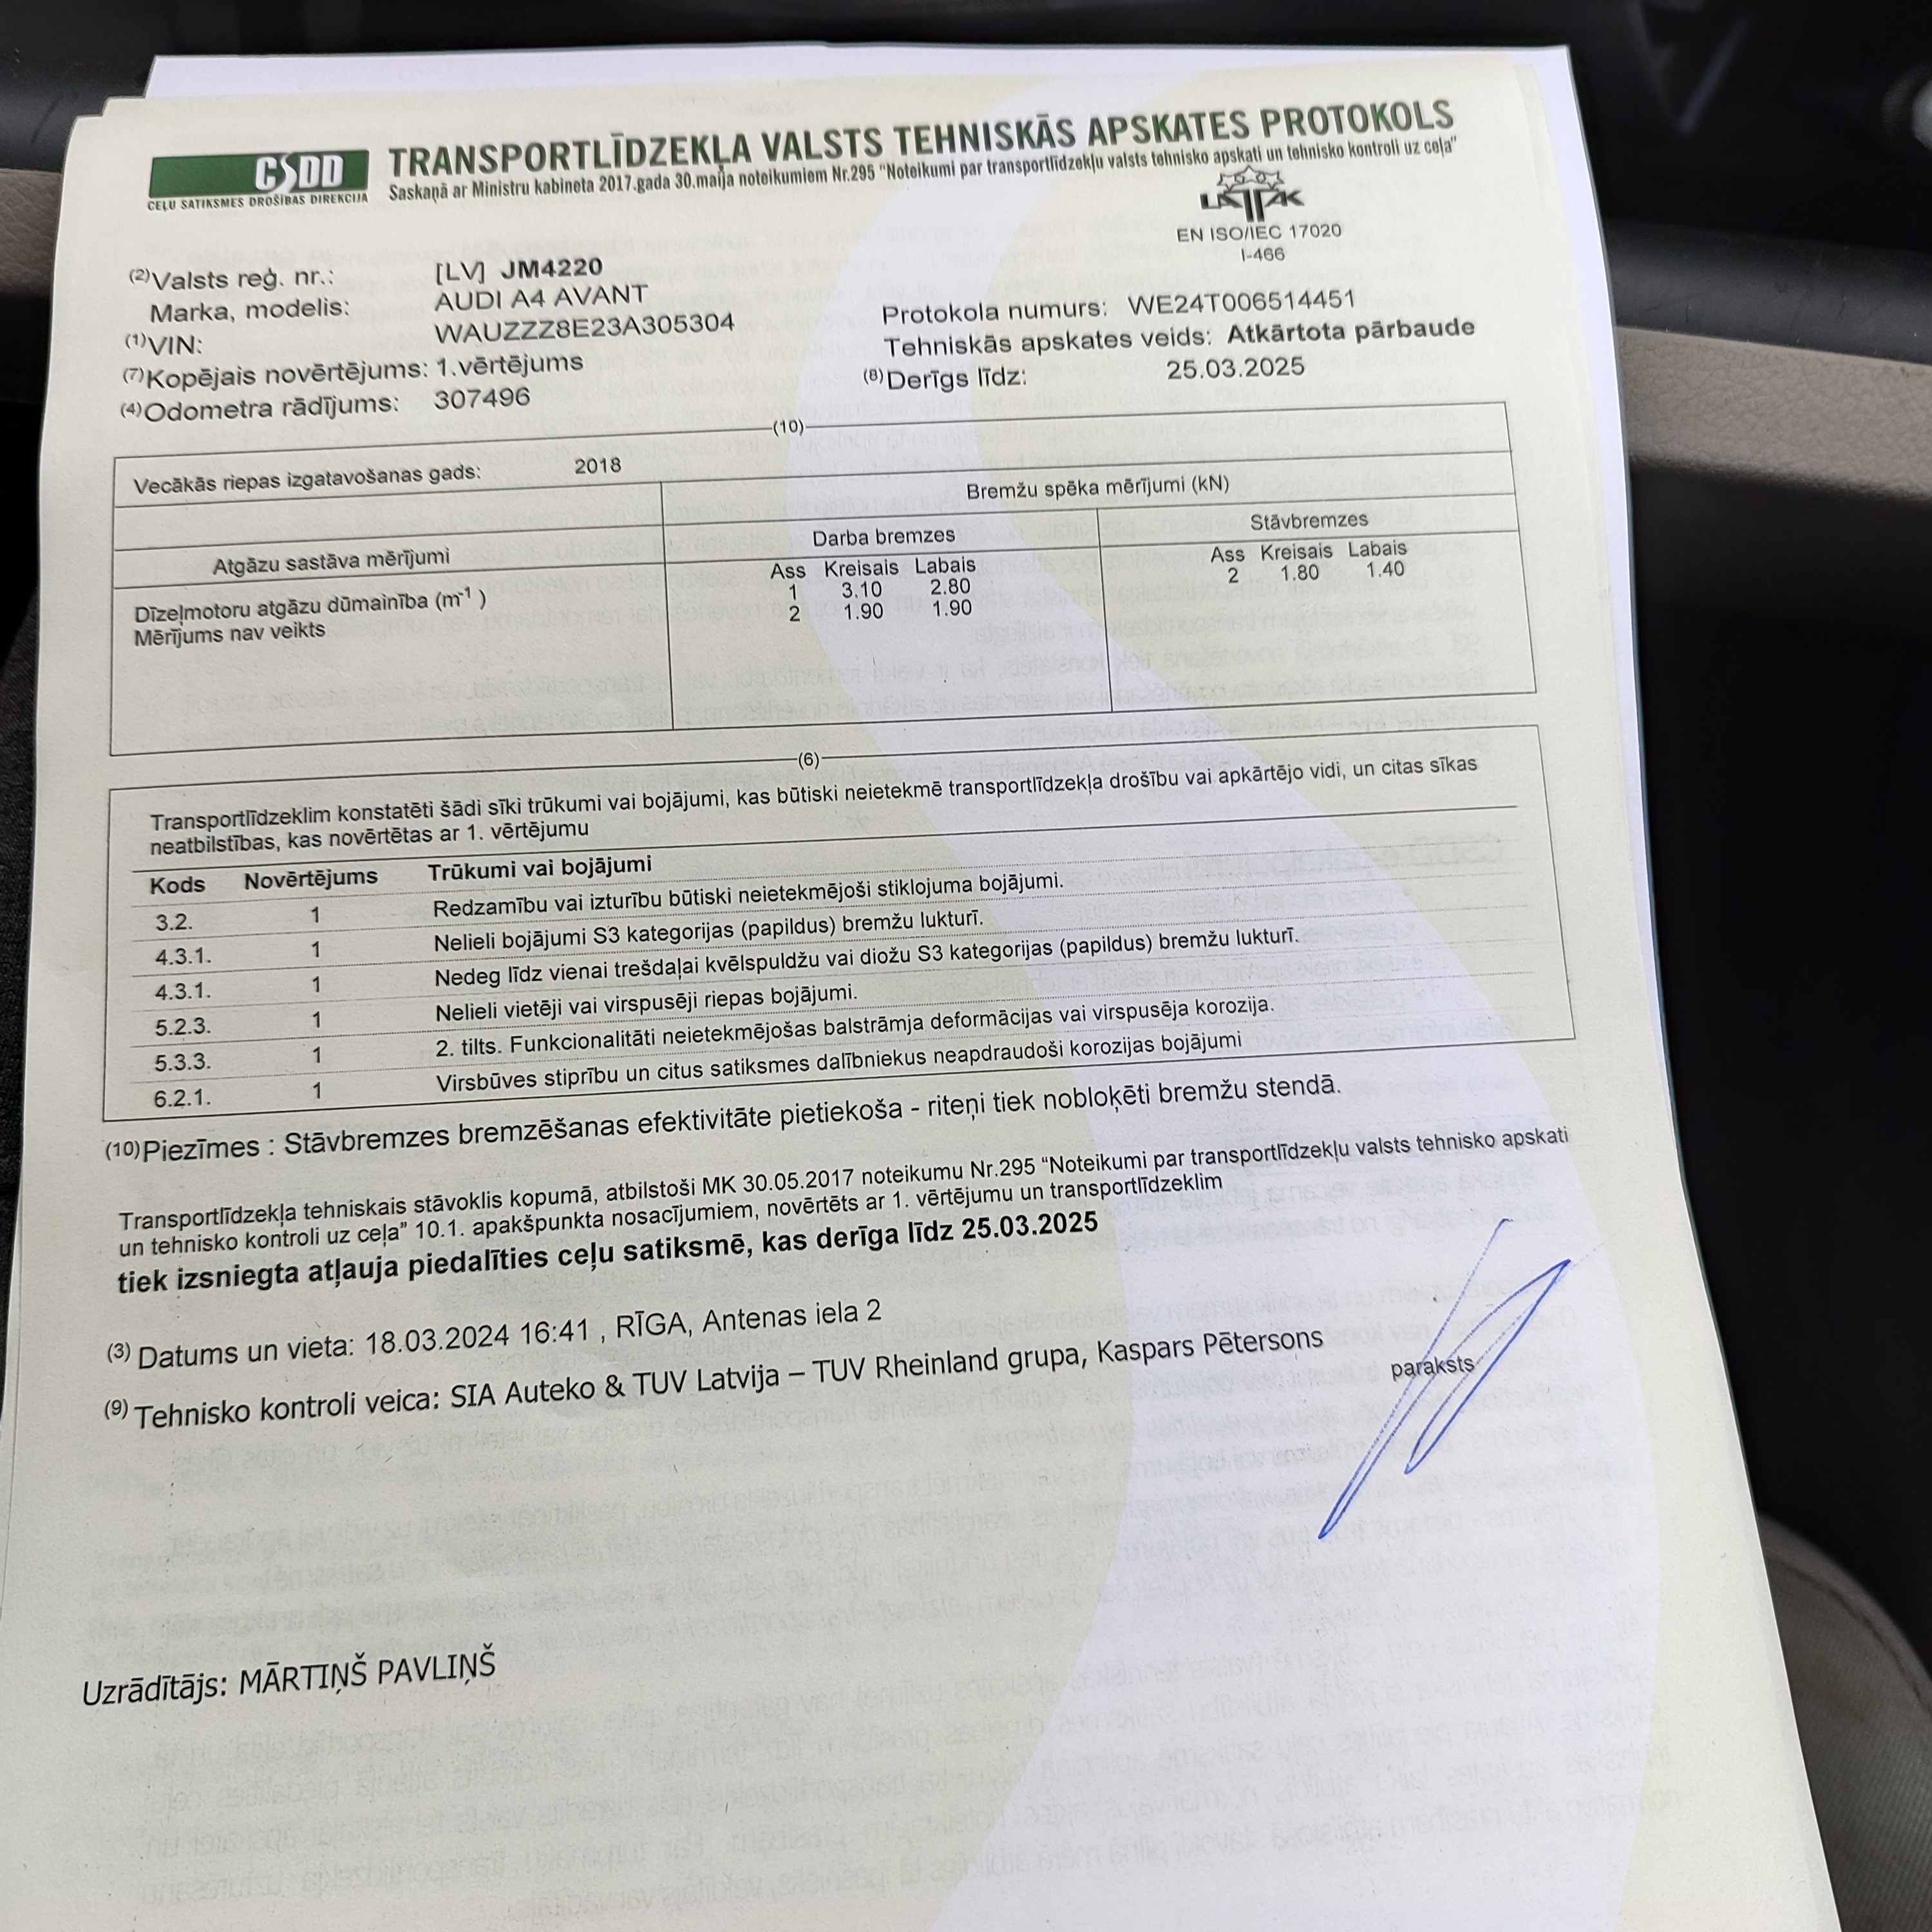 CSDD
CEĻU SATIKSMES DROŠĪBAS DIREKCIJA
TRANSPORTLĪDZEKĻA VALSTS TEHNISKĀS APSKATES PROTOKOLS
Saskaņā ar Ministru kabineta 2017.gada 30.maija noteikumiem Nr.295 "Noteikumi par transportlīdzekļu valsts tehnisko apskati un tehnisko kontroli uz ceļa"
LATAK
EN ISO/IEC 17020
I-466
(2)Valsts reģ. nr.: [LV] JM4220
Marka, modelis: AUDI A4 AVANT
(1)VIN: WAUZZZ8E23A305304
(7)Kopējais novērtējums: 1.vērtējums
(4)Odometra rādījums: 307496
Protokola numurs: WE24T006514451
Tehniskās apskates veids: Atkārtota pārbaude
(8)Derīgs līdz: 25.03.2025
(10)
Vecākās riepas izgatavošanas gads: 2018
Bremžu spēka mērījumi (kN)
Atgāzu sastāva mērījumi
Darba bremzes
Stāvbremzes
Dīzeļmotoru atgāzu dūmainība (m-1 )
Mērījums nav veikts
Ass Kreisais Labais
1 3.10 2.80
2 1.90 1.90
Ass Kreisais Labais
2 1.80 1.40
(6)
Transportlīdzeklim konstatēti šādi sīki trūkumi vai bojājumi, kas būtiski neietekmē transportlīdzekļa drošību vai apkārtējo vidi, un citas sīkas
neatbilstības, kas novērtētas ar 1. vērtējumu
Kods Novērtējums Trūkumi vai bojājumi
3.2. 1 Redzamību vai izturību būtiski neietekmējoši stiklojuma bojājumi.
4.3.1. 1 Nelieli bojājumi S3 kategorijas (papildus) bremžu lukturī.
4.3.1. 1 Nedeg līdz vienai trešdaļai kvēlspuldžu vai diožu S3 kategorijas (papildus) bremžu lukturī.
5.2.3. 1 Nelieli vietēji vai virspusēji riepas bojājumi.
5.3.3. 1 2. tilts. Funkcionalitāti neietekmējošas balstrāmja deformācijas vai virspusēja korozija.
6.2.1. 1 Virsbūves stiprību un citus satiksmes dalībniekus neapdraudoši korozijas bojājumi
(10)Piezīmes : Stāvbremzes bremzēšanas efektivitāte pietiekoša - riteņi tiek nobloķēti bremžu stendā.
Transportlīdzekļa tehniskais stāvoklis kopumā, atbilstoši MK 30.05.2017 noteikumu Nr.295 “Noteikumi par transportlīdzekļu valsts tehnisko apskati
un tehnisko kontroli uz ceļa” 10.1. apakšpunkta nosacījumiem, novērtēts ar 1. vērtējumu un transportlīdzeklim
tiek izsniegta atļauja piedalīties ceļu satiksmē, kas derīga līdz 25.03.2025
(3) Datums un vieta: 18.03.2024 16:41 , RĪGA, Antenas iela 2
(9) Tehnisko kontroli veica: SIA Auteko & TUV Latvija – TUV Rheinland grupa, Kaspars Pētersons
paraksts
Uzrādītājs: MĀRTIŅŠ PAVLIŅŠ